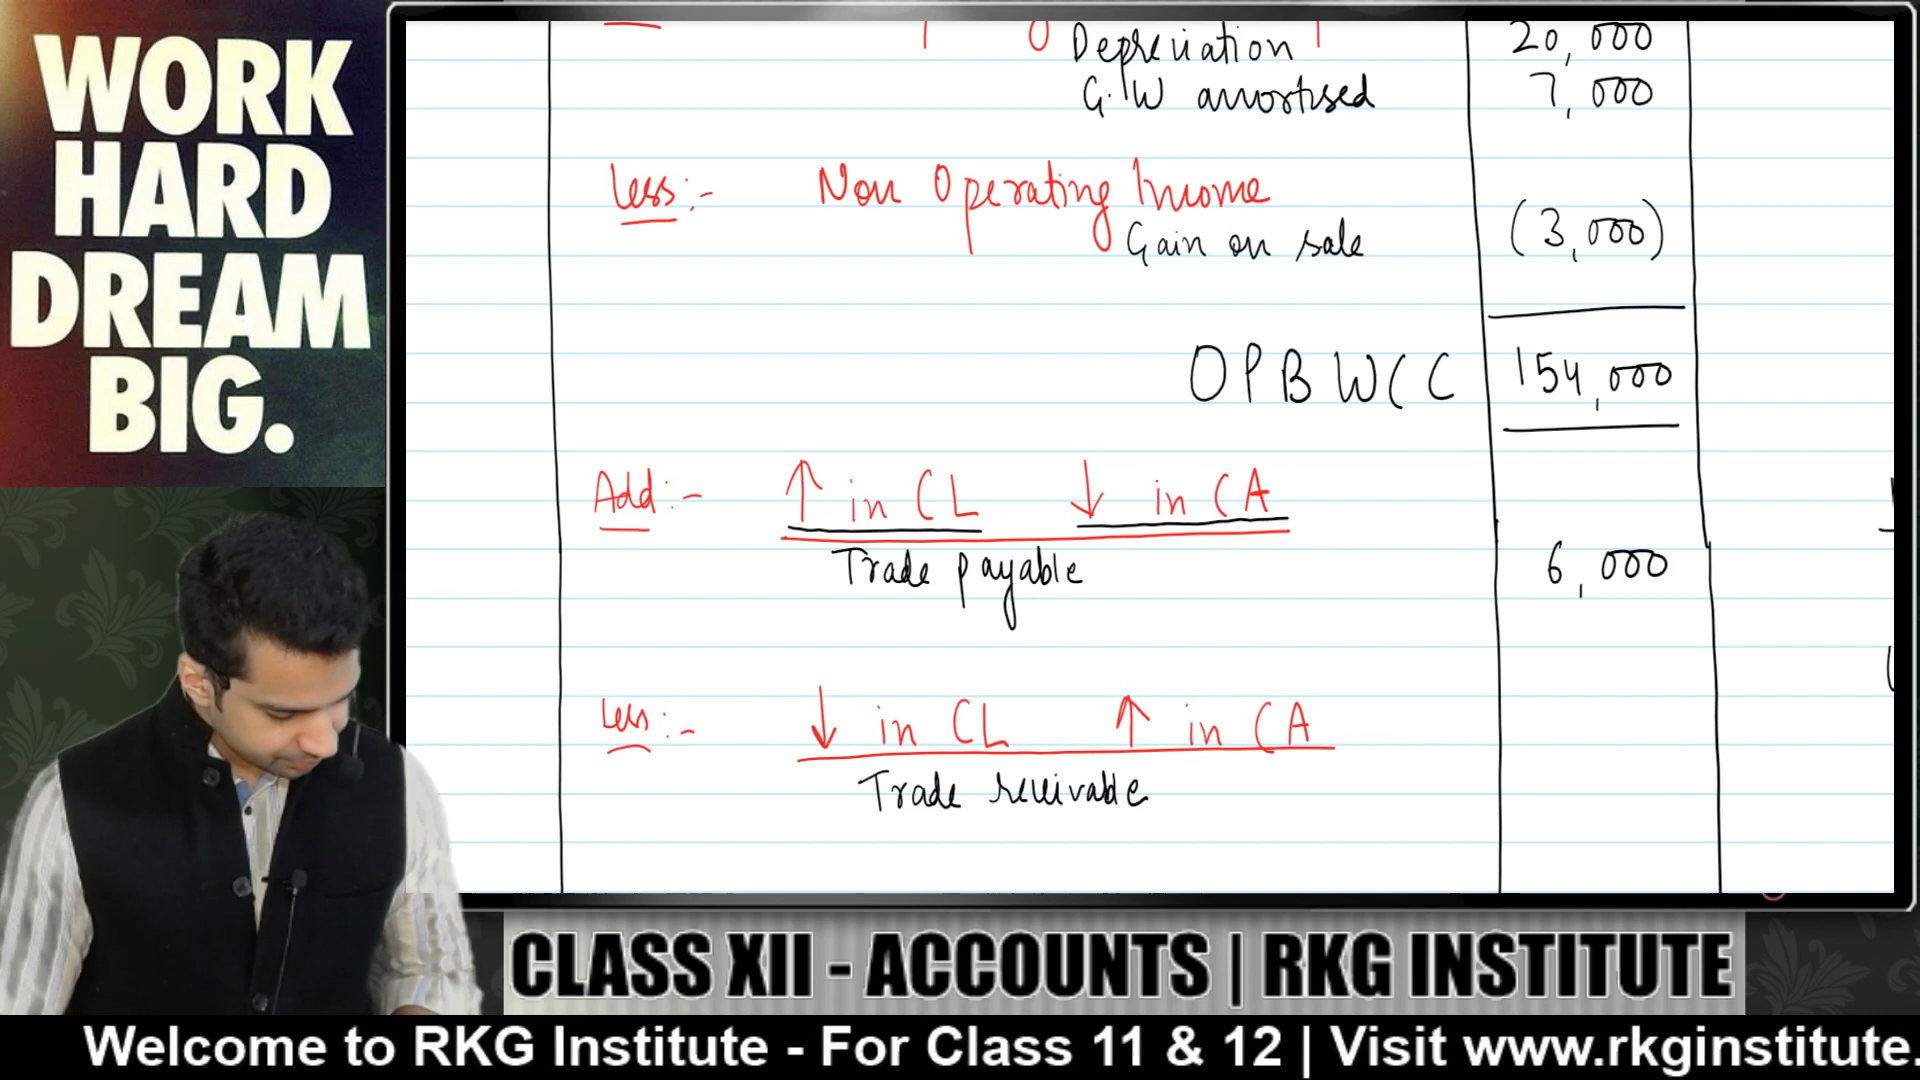 WORK
HARD
DREAM
BIG.
Depreciation 20,000
G.W amortised 7,000
Less:- Non Operating Income
Gain on sale (3,000)
OPBWCC 154,000
Add:- ↑ in CL ↓ in CA
Trade payable 6,000
Less:- ↓ in CL ↑ in CA
Trade receivable
CLASS XII - ACCOUNTS | RKG INSTITUTE
Welcome to RKG Institute - For Class 11 & 12 | Visit www.rkginstitute.